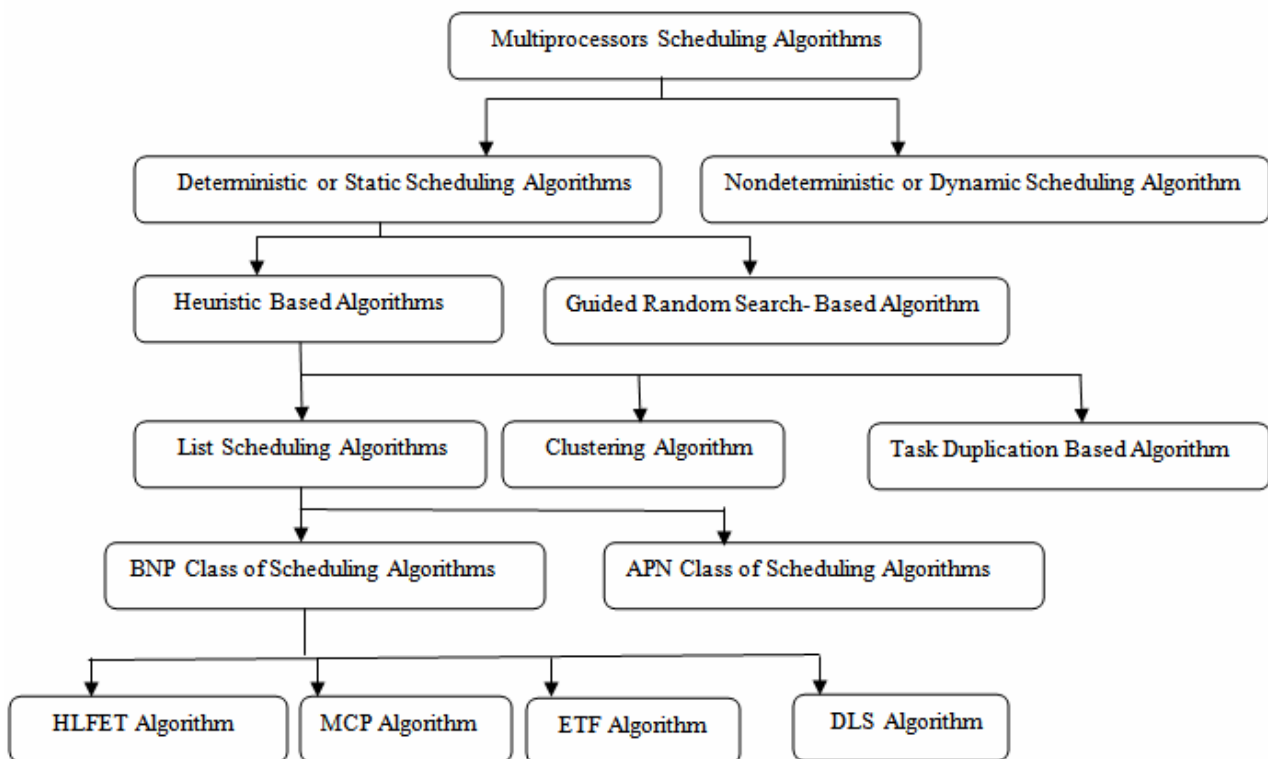 Multiprocessors Scheduling Algorithms
Deterministic or Static Scheduling Algorithms
Nondeterministic or Dynamic Scheduling Algorithm
Heuristic Based Algorithms
Guided Random Search- Based Algorithm
List Scheduling Algorithms
Clustering Algorithm
Task Duplication Based Algorithm
BNP Class of Scheduling Algorithms
APN Class of Scheduling Algorithms
HLFET Algorithm
MCP Algorithm
ETF Algorithm
DLS Algorithm